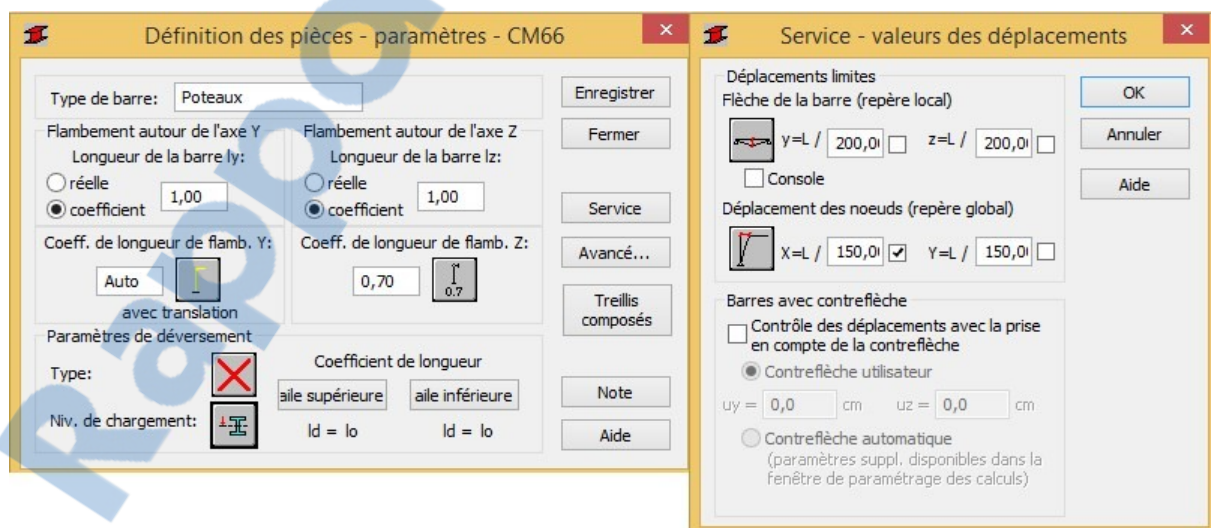 Définition des pièces - paramètres - CM66
Type de barre: Poteaux
Enregistrer
Fermer
Flambement autour de l'axe Y
Longueur de la barre ly:
réelle
coefficient
1,00
Flambement autour de l'axe Z
Longueur de la barre lz:
réelle
coefficient
1,00
Service
Coeff. de longueur de flamb. Y:
Auto
avec translation
Coeff. de longueur de flamb. Z:
0,70
0.7
Avancé...
Treillis
composés
Paramètres de déversement
Type:
Niv. de chargement:
Coefficient de longueur
aile supérieure
aile inférieure
ld = lo
ld = lo
Note
Aide
Service - valeurs des déplacements
Déplacements limites
Flèche de la barre (repère local)
y=L / 200,0 z=L / 200,0
Console
Déplacement des noeuds (repère global)
X=L / 150,0 Y=L / 150,0
OK
Annuler
Aide
Barres avec contreflèche
Contrôle des déplacements avec la prise
en compte de la contreflèche
Contreflèche utilisateur
uy = 0,0 cm uz = 0,0 cm
Contreflèche automatique
(paramètres suppl. disponibles dans la
fenêtre de paramétrage des calculs)